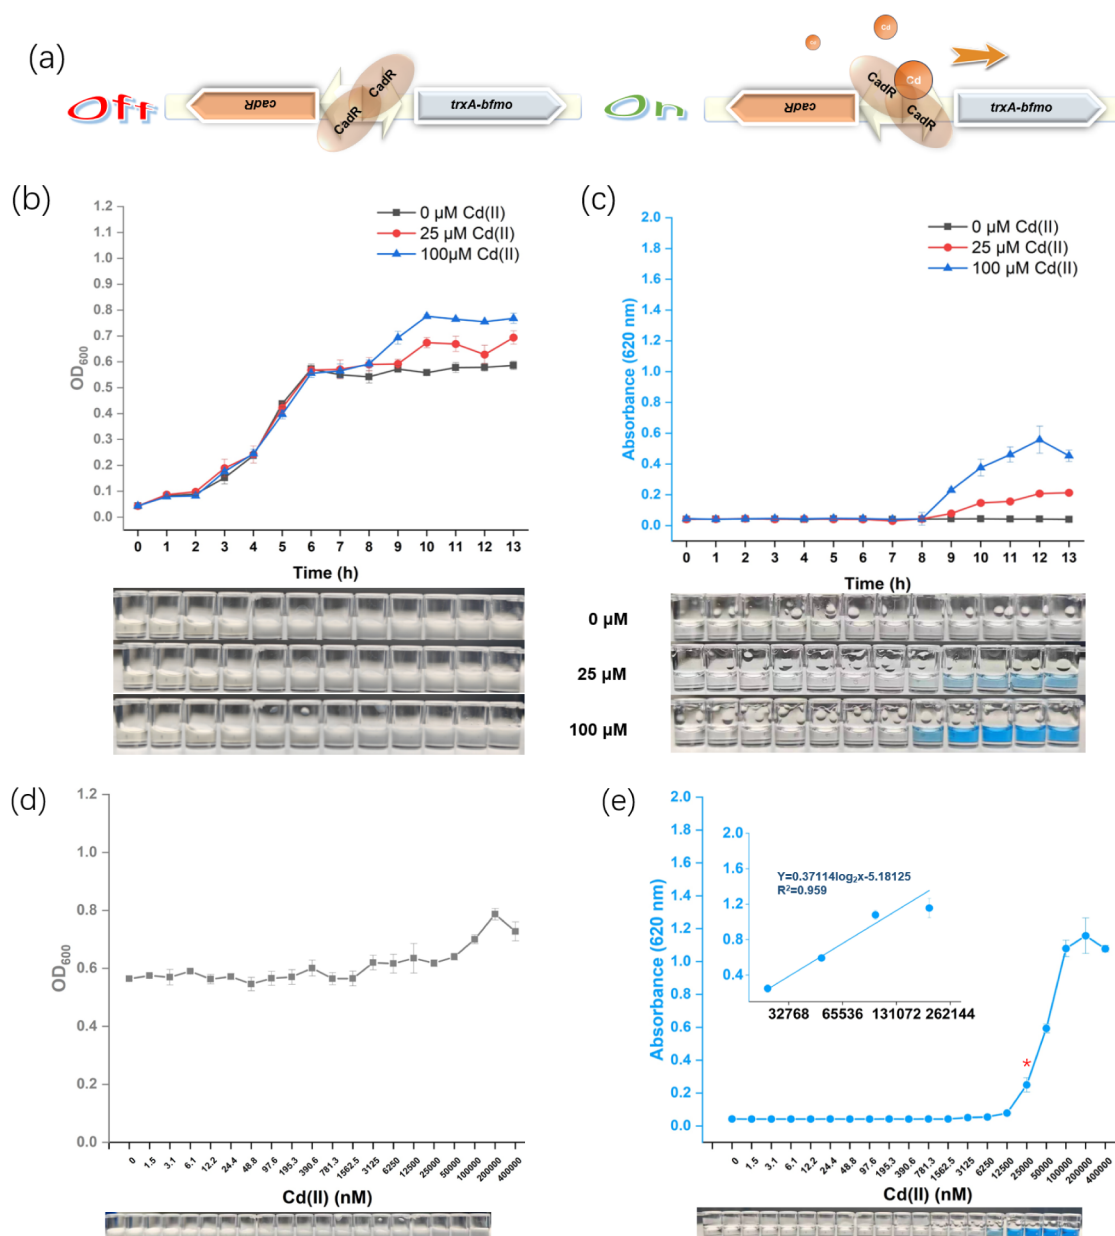 (a)
Off
cadR
CadR
CadR
trxA-bfmo
On
cadR
CadR
CadR
Cd
Cd
Cd
trxA-bfmo
(b)
0 μM Cd(II)
25 μM Cd(II)
100μM Cd(II)
OD600
1.2
1.1
1.0
0.9
0.8
0.7
0.6
0.5
0.4
0.3
0.2
0.1
0.0
0 1 2 3 4 5 6 7 8 9 10 11 12 13
Time (h)
(c)
0 μM Cd(II)
25 μM Cd(II)
100 μM Cd(II)
Absorbance (620 nm)
2.0
1.8
1.6
1.4
1.2
1.0
0.8
0.6
0.4
0.2
0.0
0 1 2 3 4 5 6 7 8 9 10 11 12 13
Time (h)
0 μM
25 μM
100 μM
(d)
OD600
1.2
1.0
0.8
0.6
0.4
0.2
0.0
0 1.5 3.1 6.1 12.2 24.4 48.8 97.6 195.3 390.6 781.3 1562.5 3125 6250 12500 25000 50000 100000 200000 400000
Cd(II) (nM)
(e)
Absorbance (620 nm)
2.0
1.8
1.6
1.4
1.2
1.0
0.8
0.6
0.4
0.2
0.0
2.0
1.6
1.2
0.8
0.4
Y=0.37114log2x-5.18125
R²=0.959
32768 65536 131072 262144
*
0 1.5 3.1 6.1 12.2 24.4 48.8 97.6 195.3 390.6 781.3 1562.5 3125 6250 12500 25000 50000 100000 200000 400000
Cd(II) (nM)